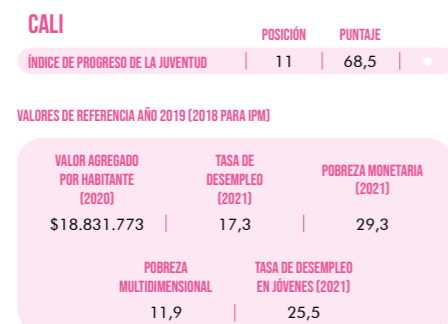 CALI
POSICIÓN PUNTAJE
ÍNDICE DE PROGRESO DE LA JUVENTUD 11 68,5
VALORES DE REFERENCIA AÑO 2019 (2018 PARA IPM)
VALOR AGREGADO
POR HABITANTE
(2020)
$18.831.773
TASA DE
DESEMPLEO
(2021)
17,3
POBREZA MONETARIA
(2021)
29,3
POBREZA
MULTIDIMENSIONAL
11,9
TASA DE DESEMPLEO
EN JÓVENES (2021)
25,5